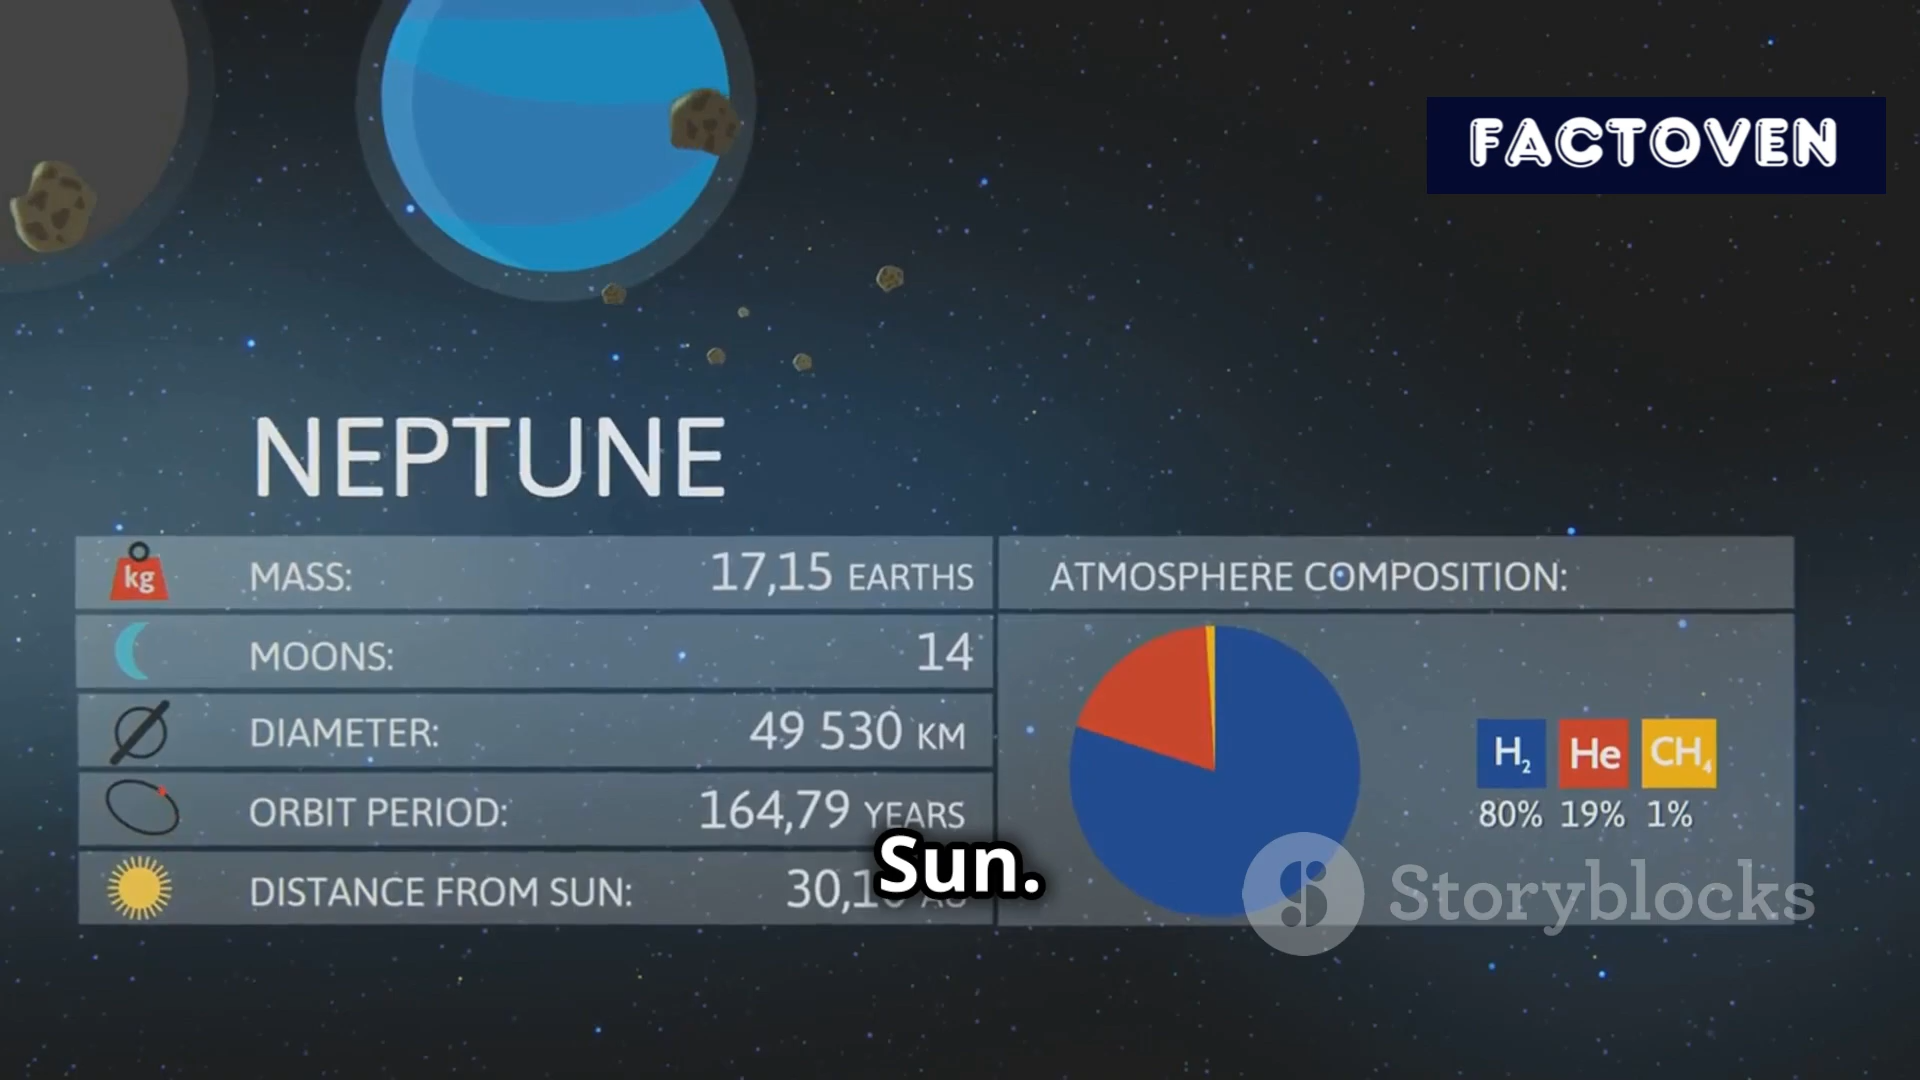 FACTOVEN
NEPTUNE
kg MASS: 17,15 EARTHS
MOONS: 14
DIAMETER: 49 530 KM
ORBIT PERIOD: 164,79 YEARS
DISTANCE FROM SUN:
ATMOSPHERE COMPOSITION:
H₂ He CH₄
80% 19% 1%
Sun.
Storyblocks